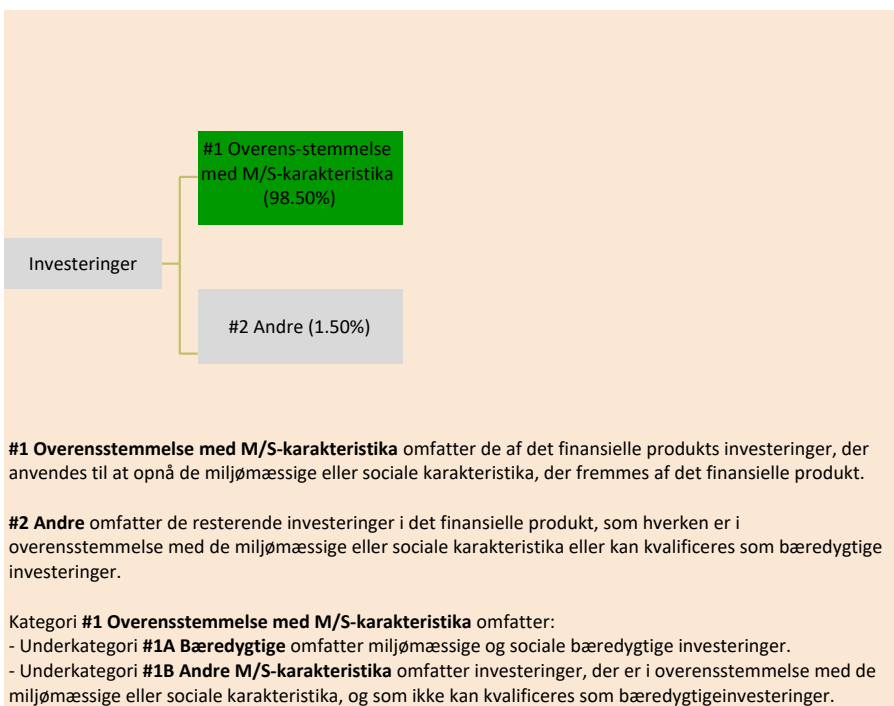 #1 Overens-stemmelse
med M/S-karakteristika
(98.50%)
Investeringer
#2 Andre (1.50%)
#1 Overensstemmelse med M/S-karakteristika omfatter de af det finansielle produkts investeringer, der
anvendes til at opnå de miljømæssige eller sociale karakteristika, der fremmes af det finansielle produkt.
#2 Andre omfatter de resterende investeringer i det finansielle produkt, som hverken er i
overensstemmelse med de miljømæssige eller sociale karakteristika eller kan kvalificeres som bæredygtige
investeringer.
Kategori #1 Overensstemmelse med M/S-karakteristika omfatter:
- Underkategori #1A Bæredygtige omfatter miljømæssige og sociale bæredygtige investeringer.
- Underkategori #1B Andre M/S-karakteristika omfatter investeringer, der er i overensstemmelse med de
miljømæssige eller sociale karakteristika, og som ikke kan kvalificeres som bæredygtigeinvesteringer.